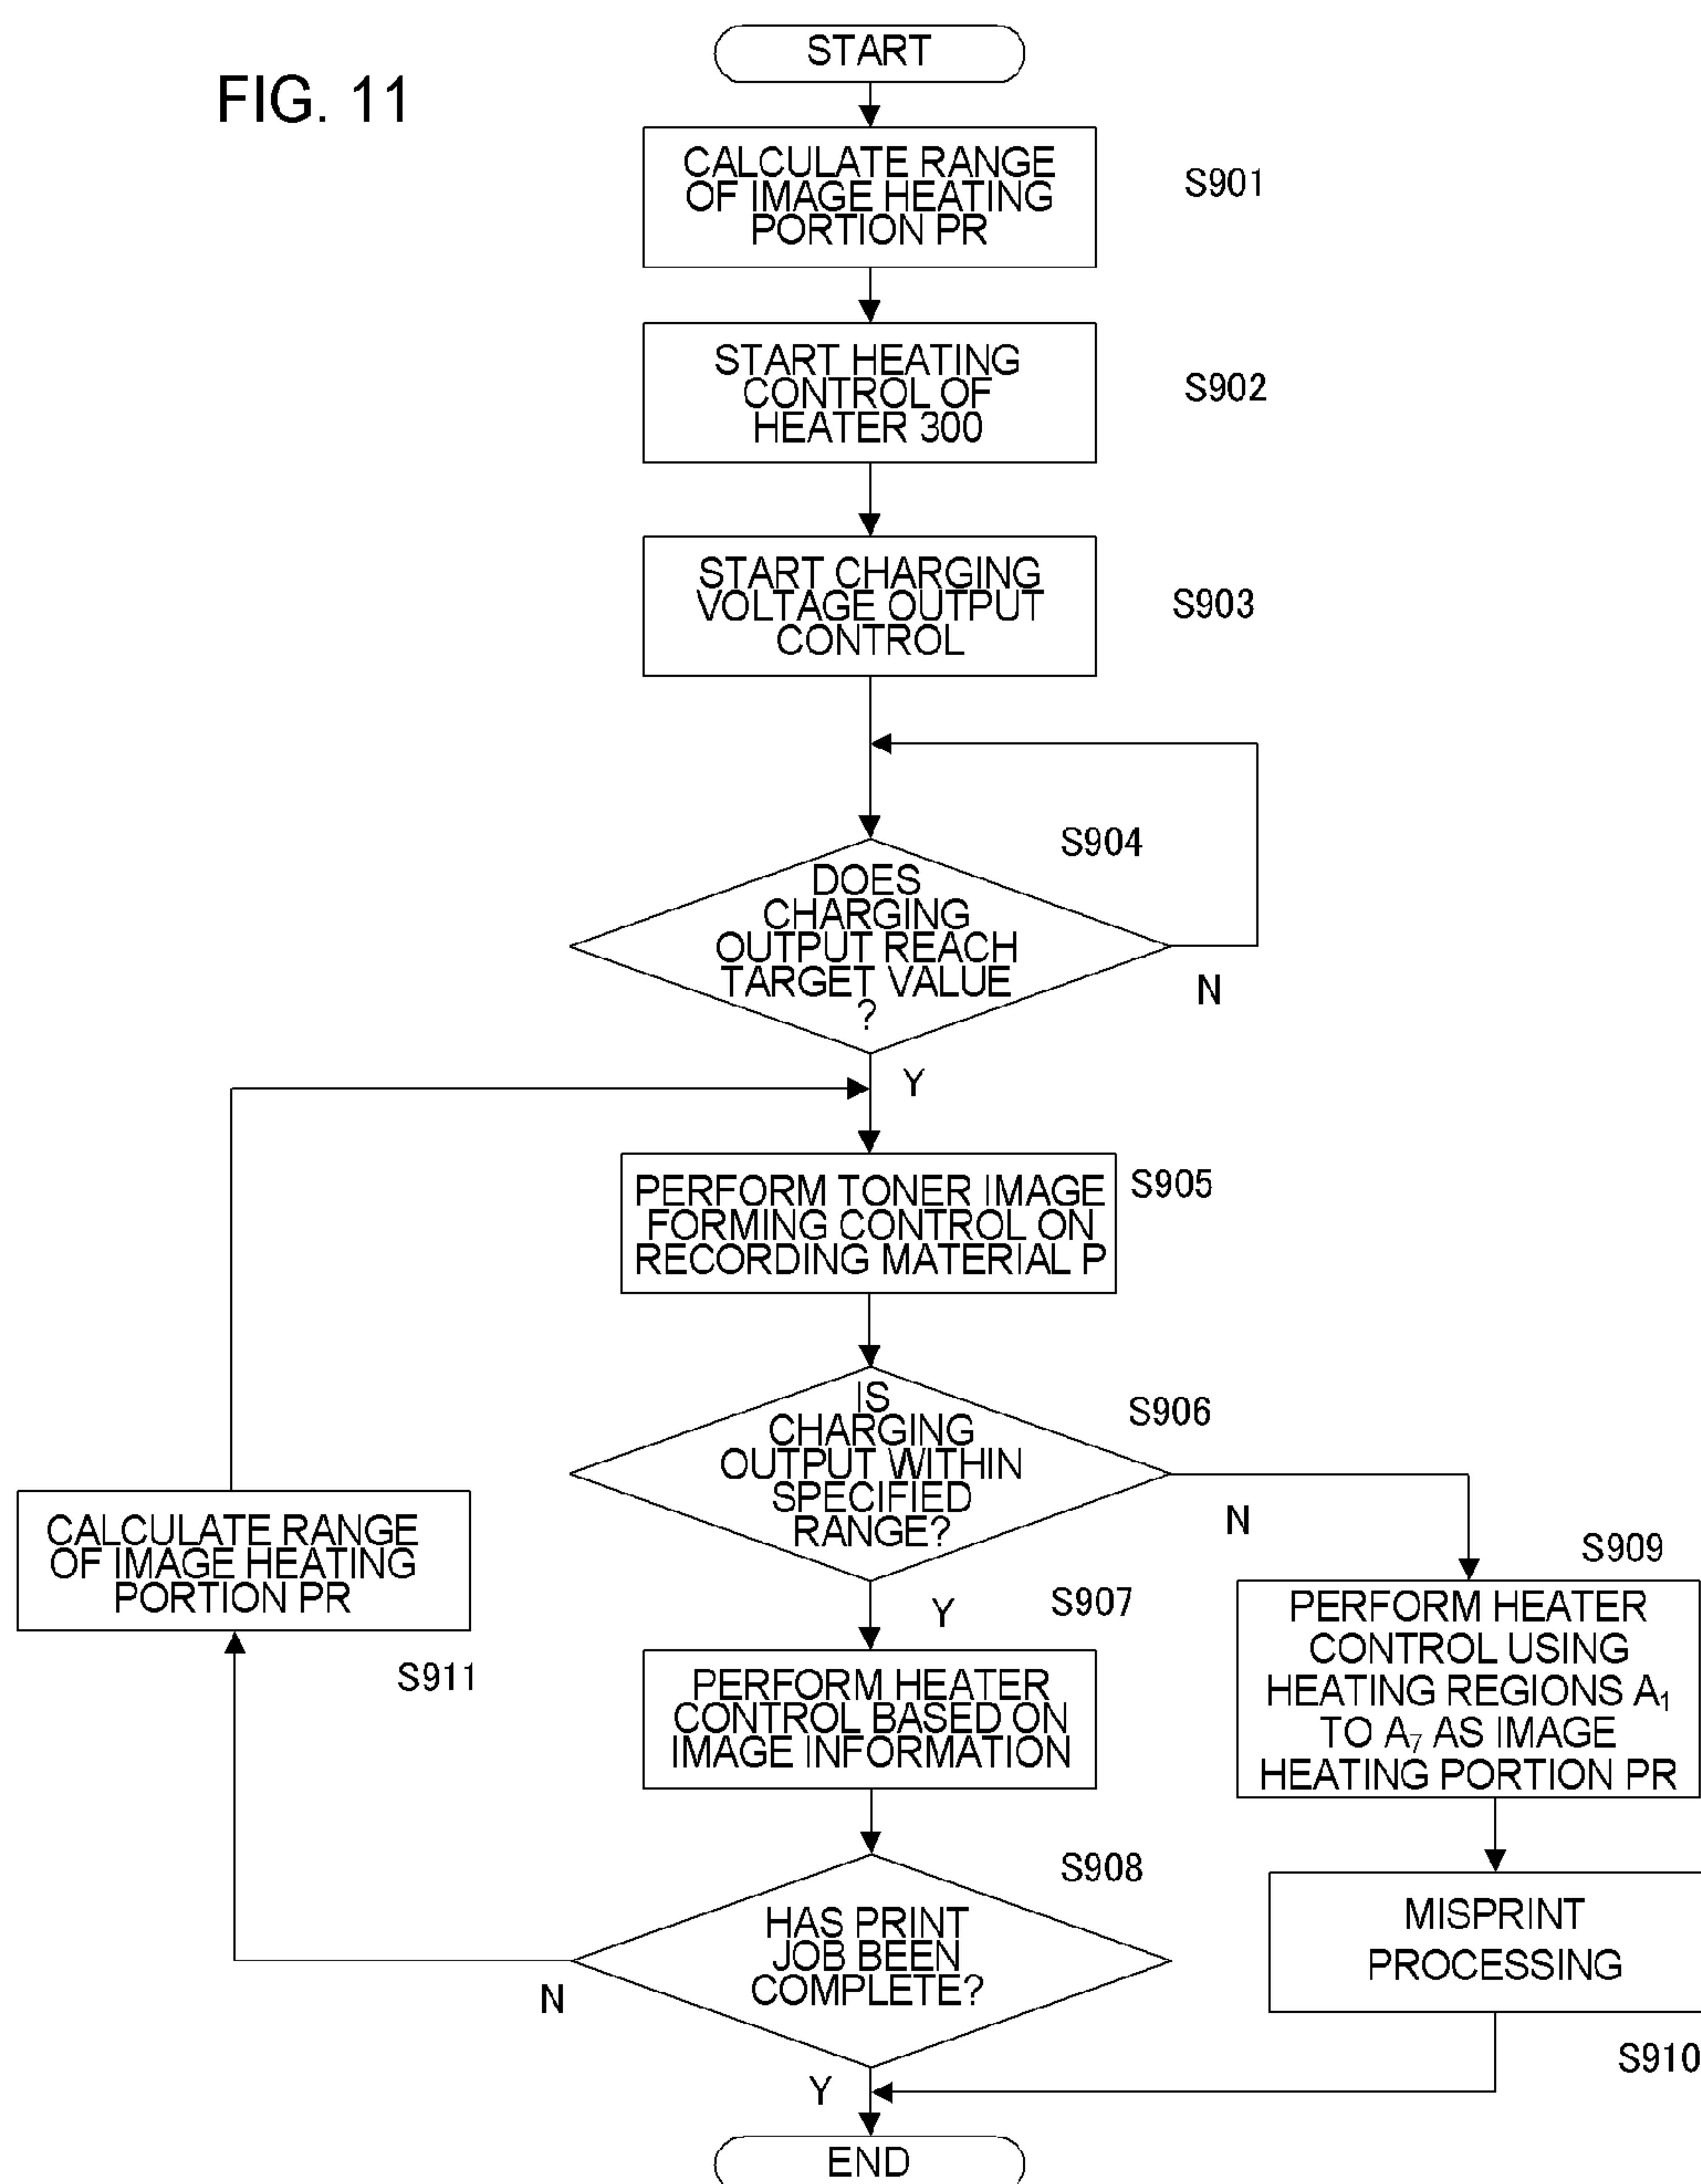 FIG. 11
START
CALCULATE RANGE
OF IMAGE HEATING
PORTION PR
S901
START HEATING
CONTROL OF
HEATER 300
S902
START CHARGING
VOLTAGE OUTPUT
CONTROL
S903
S904
DOES
CHARGING
OUTPUT REACH
TARGET VALUE
?
N
Y
PERFORM TONER IMAGE
FORMING CONTROL ON
RECORDING MATERIAL P
S905
IS
CHARGING
OUTPUT WITHIN
SPECIFIED
RANGE?
S906
N
Y
CALCULATE RANGE
OF IMAGE HEATING
PORTION PR
S911
S907
PERFORM HEATER
CONTROL BASED ON
IMAGE INFORMATION
S909
PERFORM HEATER
CONTROL USING
HEATING REGIONS A₁
TO A₇ AS IMAGE
HEATING PORTION PR
S908
HAS PRINT
JOB BEEN
COMPLETE?
N
Y
MISPRINT
PROCESSING
S910
END